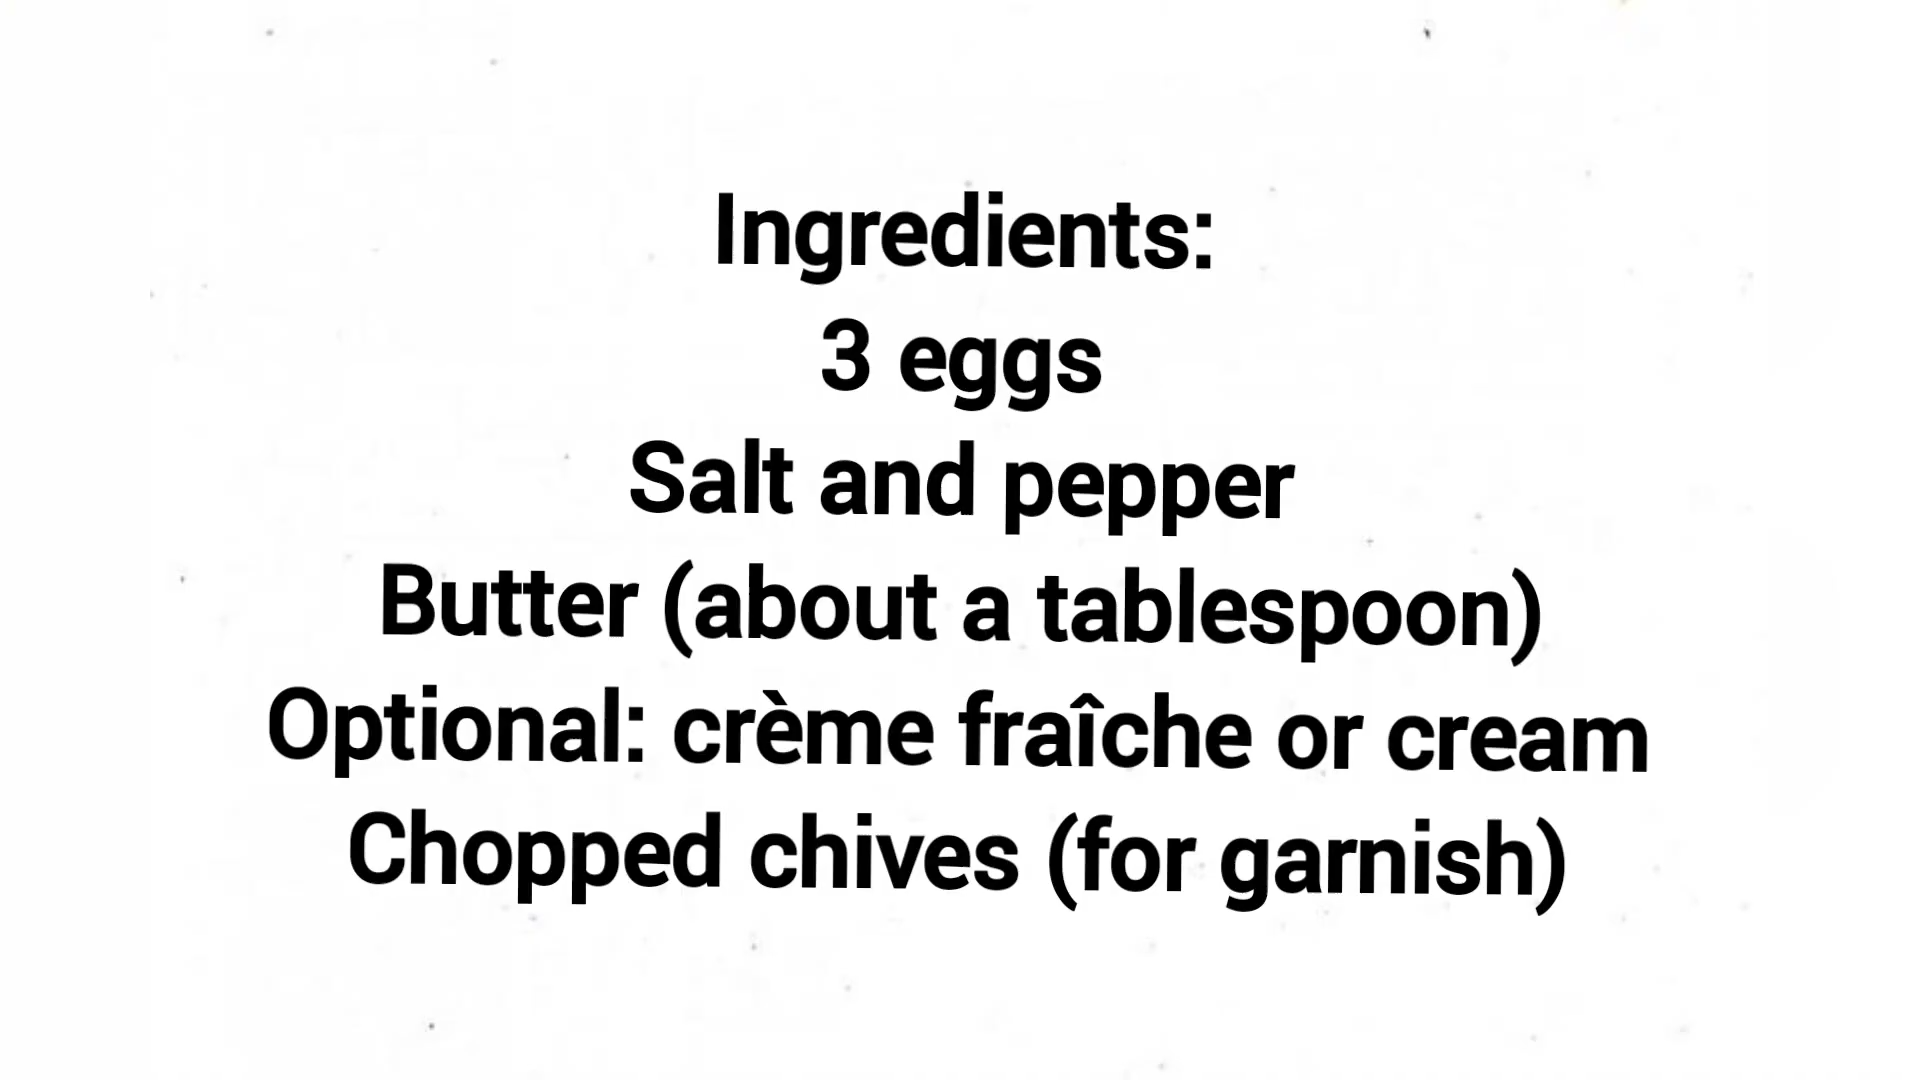 Ingredients:
3 eggs
Salt and pepper
Butter (about a tablespoon)
Optional: crème fraîche or cream
Chopped chives (for garnish)